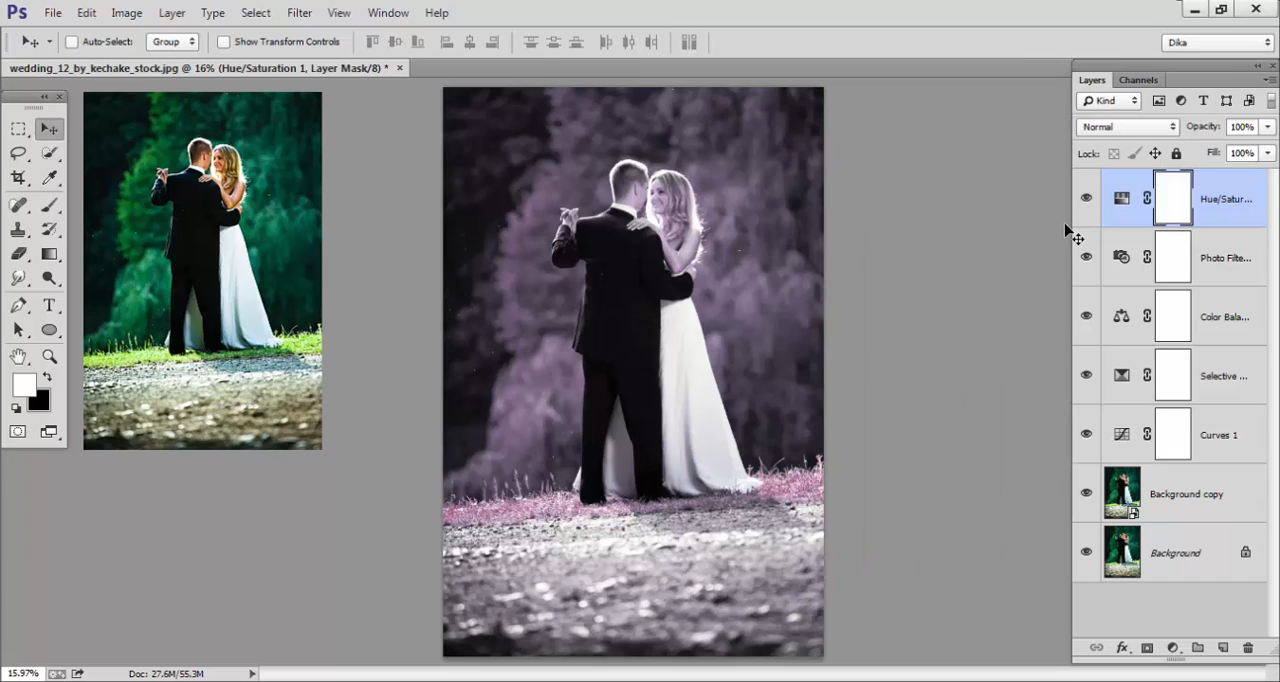 Ps File Edit Image Layer Type Select Filter View Window Help
Auto-Select: Group Show Transform Controls Dika
wedding_12_by_kechake_stock.jpg @ 16% (Hue/Saturation 1, Layer Mask/8) * ×
Layers Channels
Kind
Normal Opacity: 100%
Lock: Fill: 100%
Hue/Satur...
Photo Filte...
Color Bala...
Selective ...
Curves 1
Background copy
Background
fx
15.97% Doc: 27.6M/55.3M